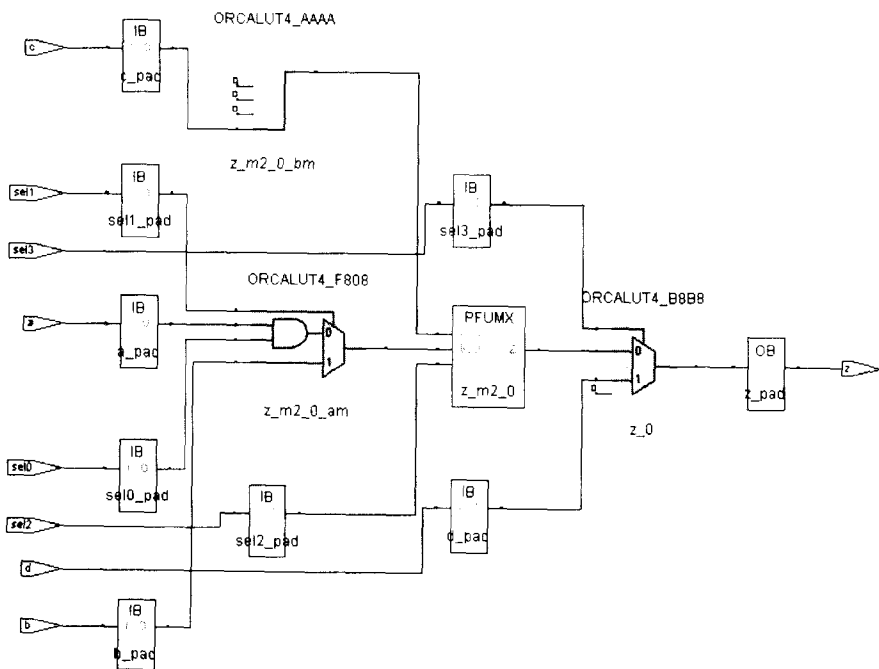 ORCALUT4_AAAA
IB
c
c_pad
z_m2_0_bm
IB
IB
sel1
sel1_pad
sel3_pad
sel3
ORCALUT4_F808
ORCALUT4_B8B8
IB
PFUMX
a
0
0
a_pad
1
Z
1
OB
z
z_m2_0
z_pad
z_m2_0_am
z_0
IB
sel0
sel0_pad
IB
IB
sel2
sel2_pad
d_pad
d
IB
b
b_pad